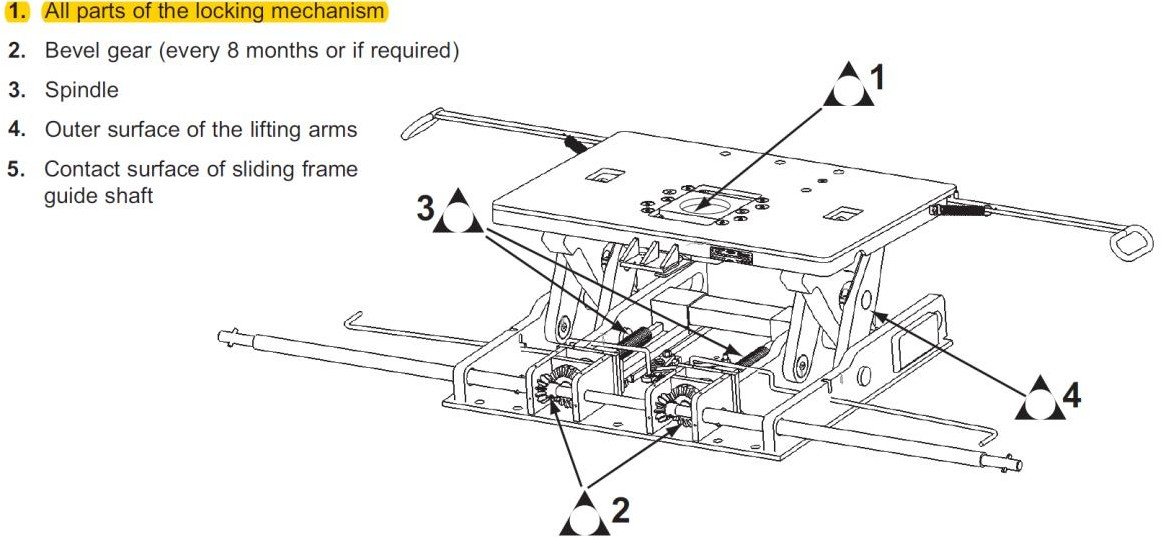 1. All parts of the locking mechanism
2. Bevel gear (every 8 months or if required)
3. Spindle
4. Outer surface of the lifting arms
5. Contact surface of sliding frame
guide shaft
1
3
4
2